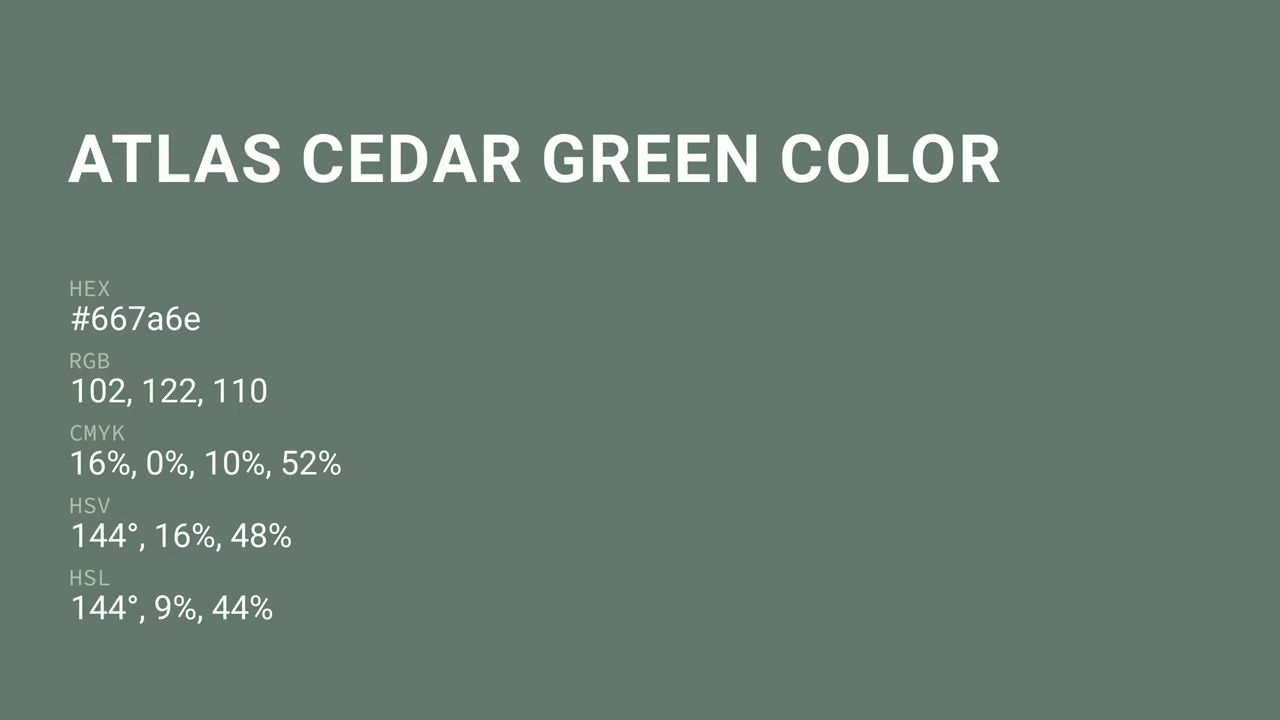 ATLAS CEDAR GREEN COLOR
HEX
#667a6e
RGB
102, 122, 110
CMYK
16%, 0%, 10%, 52%
HSV
144°, 16%, 48%
HSL
144°, 9%, 44%